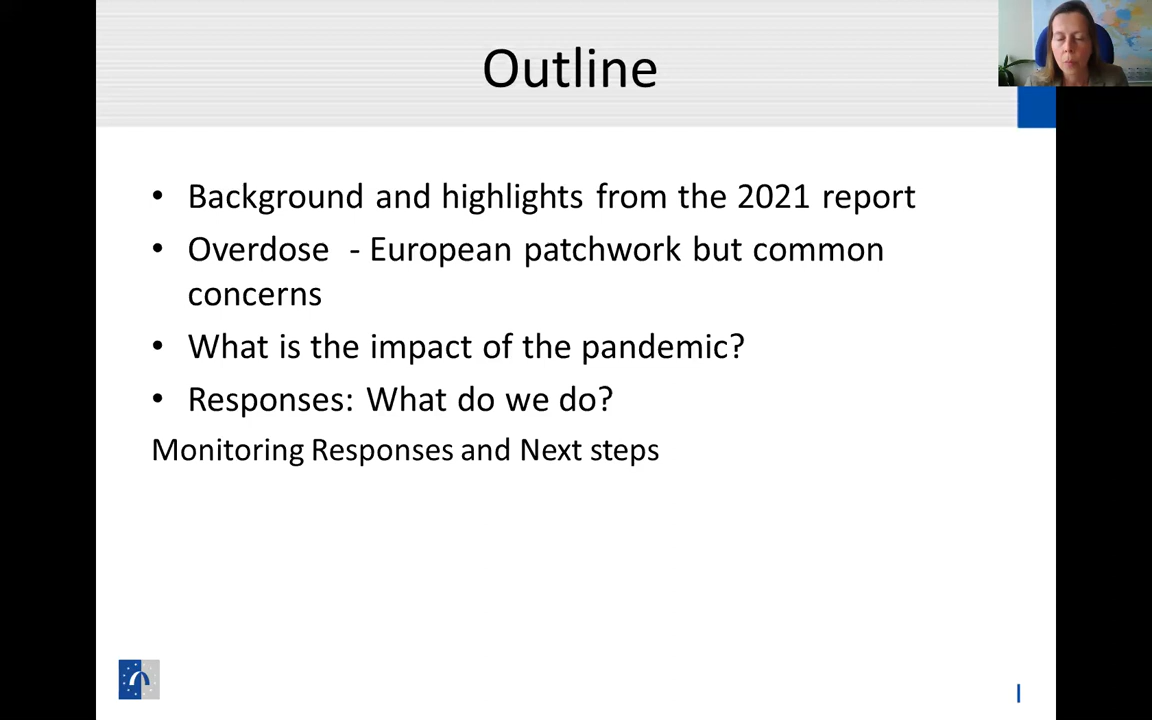 Outline
• Background and highlights from the 2021 report
• Overdose  - European patchwork but common
concerns
• What is the impact of the pandemic?
• Responses: What do we do?
Monitoring Responses and Next steps